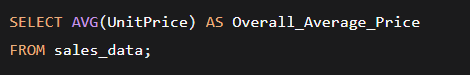 SELECT AVG(UnitPrice) AS Overall_Average_Price
FROM sales_data;